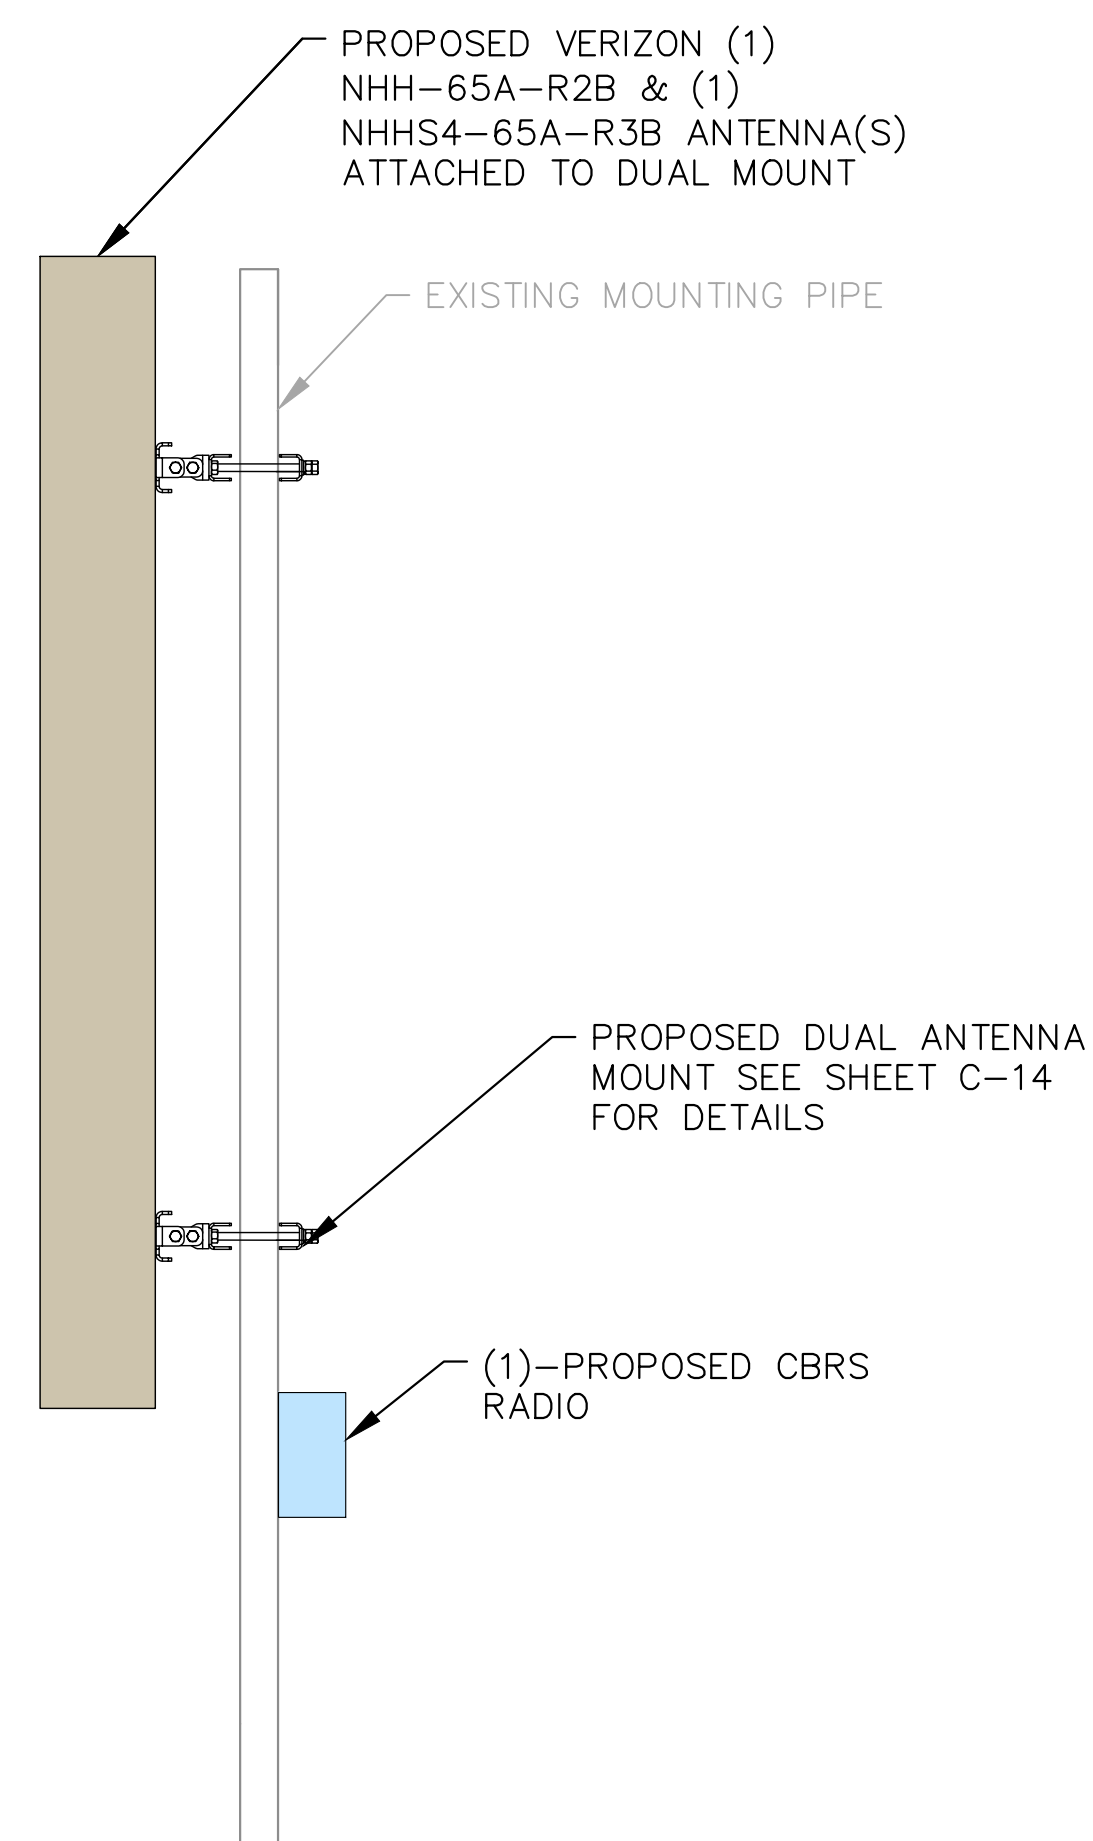 PROPOSED VERIZON (1)
NHH-65A-R2B & (1)
NHHS4-65A-R3B ANTENNA(S)
ATTACHED TO DUAL MOUNT
EXISTING MOUNTING PIPE
PROPOSED DUAL ANTENNA
MOUNT SEE SHEET C-14
FOR DETAILS
(1)-PROPOSED CBRS
RADIO